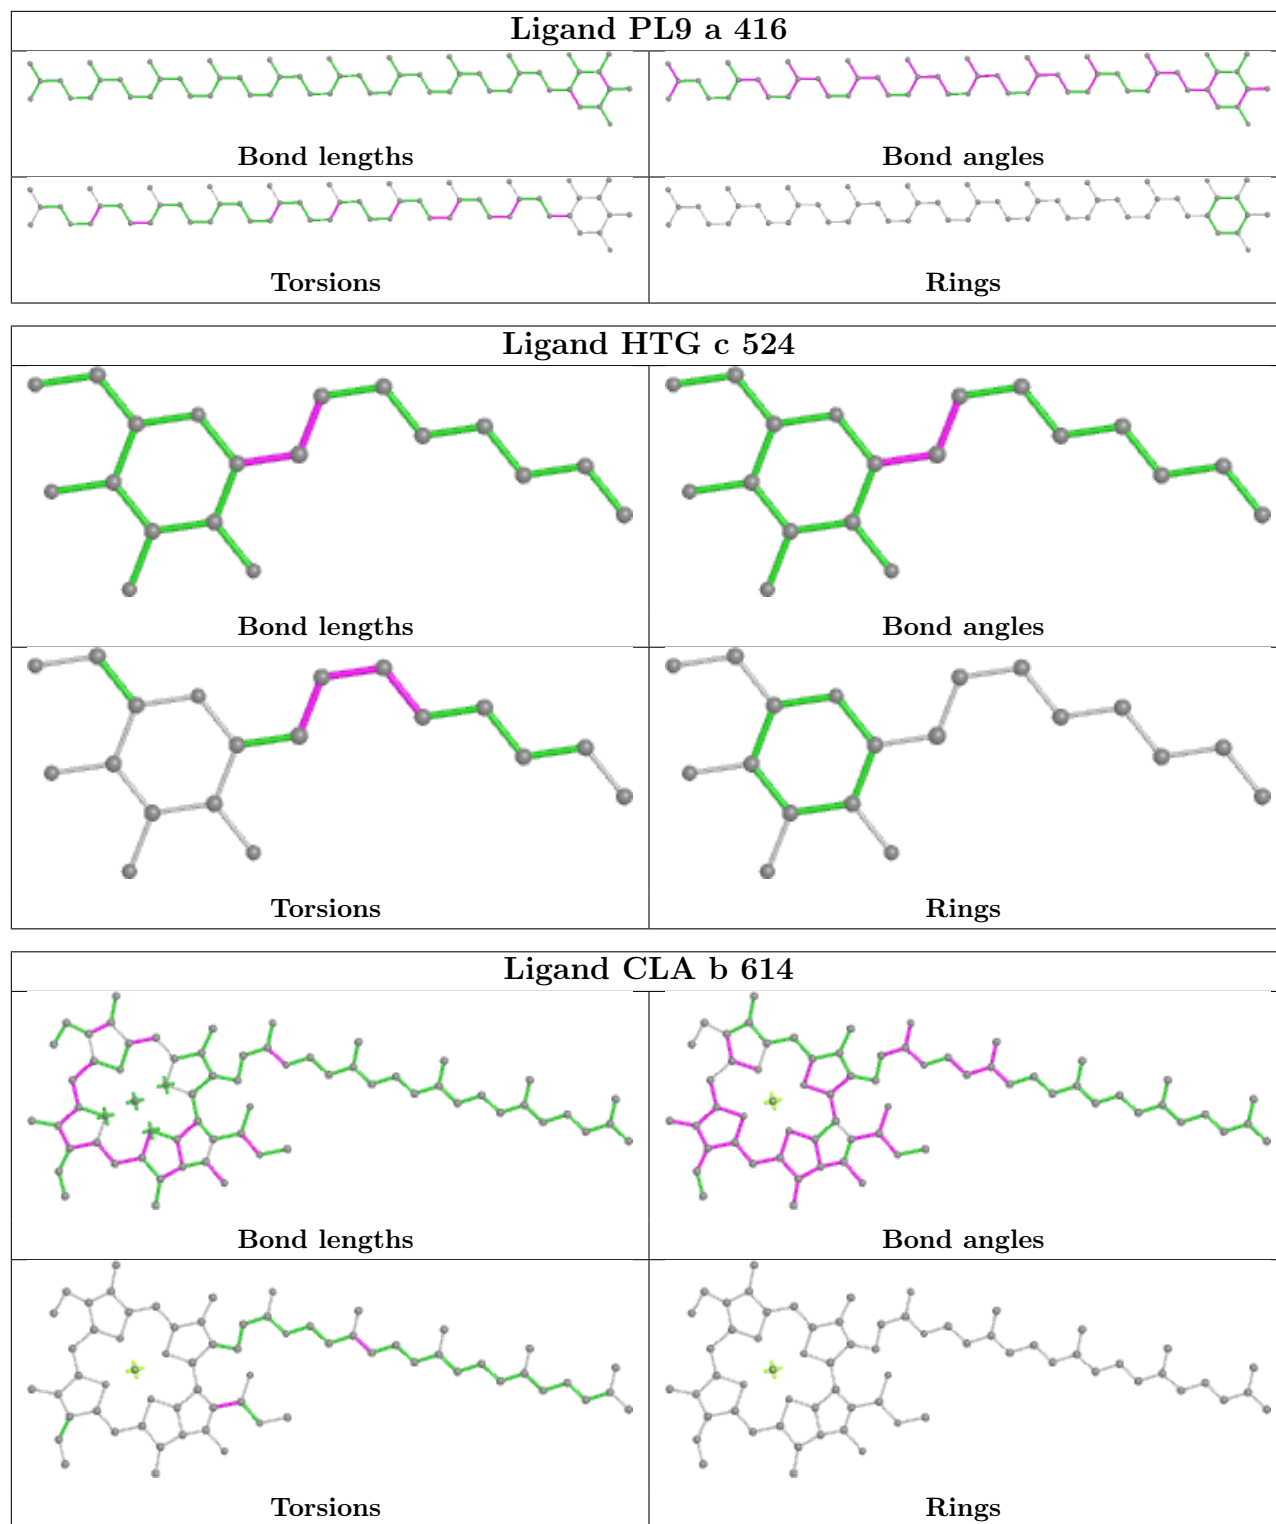 Ligand PL9 a 416
Bond lengths
Bond angles
Torsions
Rings
Ligand HTG c 524
Bond lengths
Bond angles
Torsions
Rings
Ligand CLA b 614
Bond lengths
Bond angles
Torsions
Rings